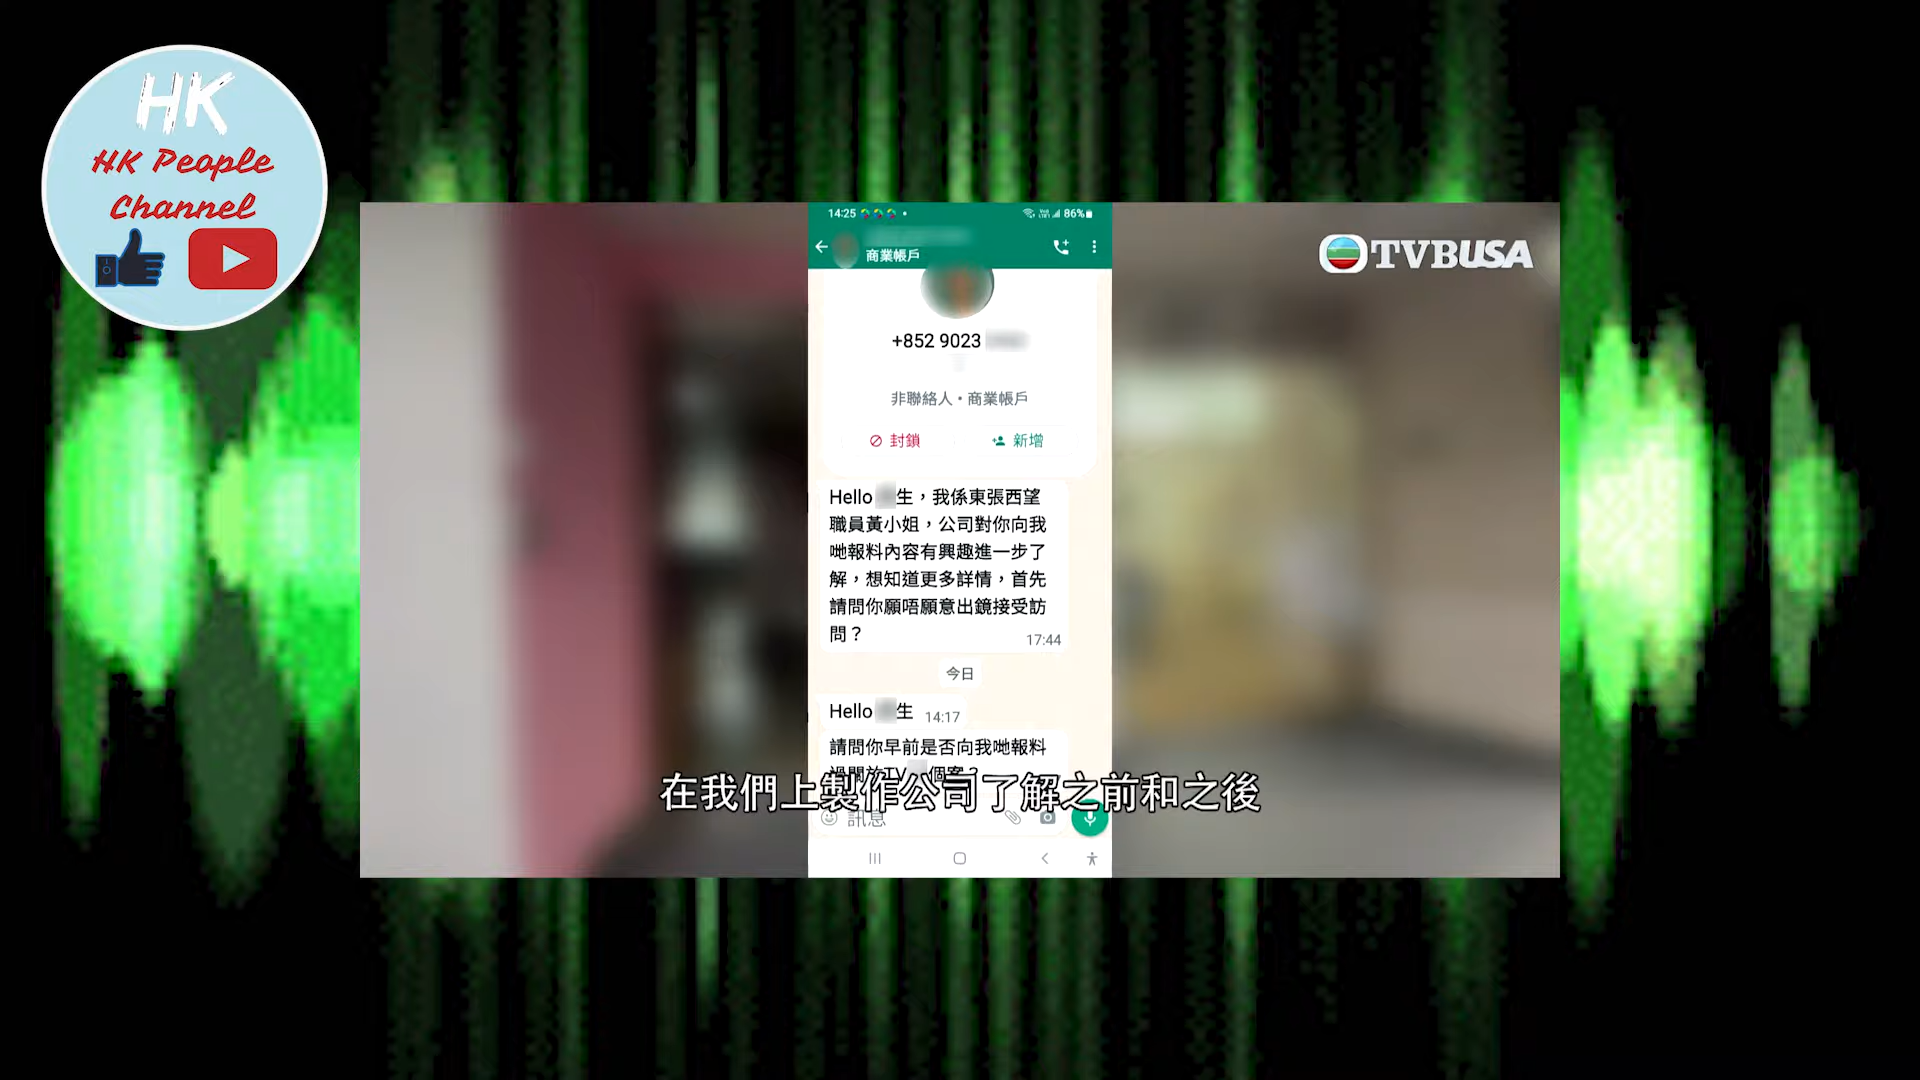 HK
HK People
Channel
TVBUSA
14:25
86%
商業帳戶
+852 9023
非聯絡人・商業帳戶
封鎖
新增
Hello 生，我係東張西望
職員黃小姐，公司對你向我
哋報料內容有興趣進一步了
解，想知道更多詳情，首先
請問你願唔願意出鏡接受訪
問？
17:44
今日
Hello 生
14:17
請問你早前是否向我哋報料
在我們上製作公司了解之前和之後
訊息